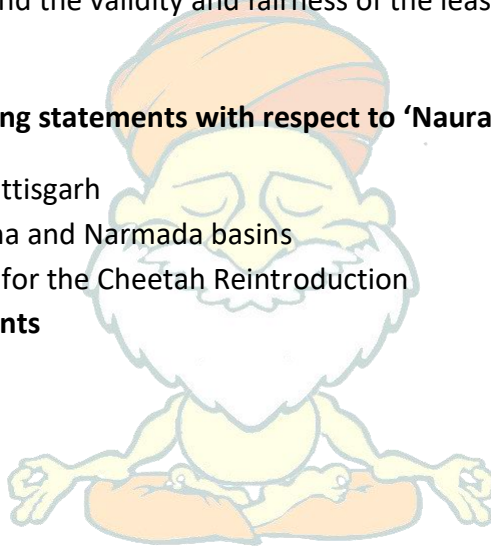 nd the validity and fairness of the leas
ng statements with respect to ‘Naura
ttisgarh
na and Narmada basins
for the Cheetah Reintroduction
nts